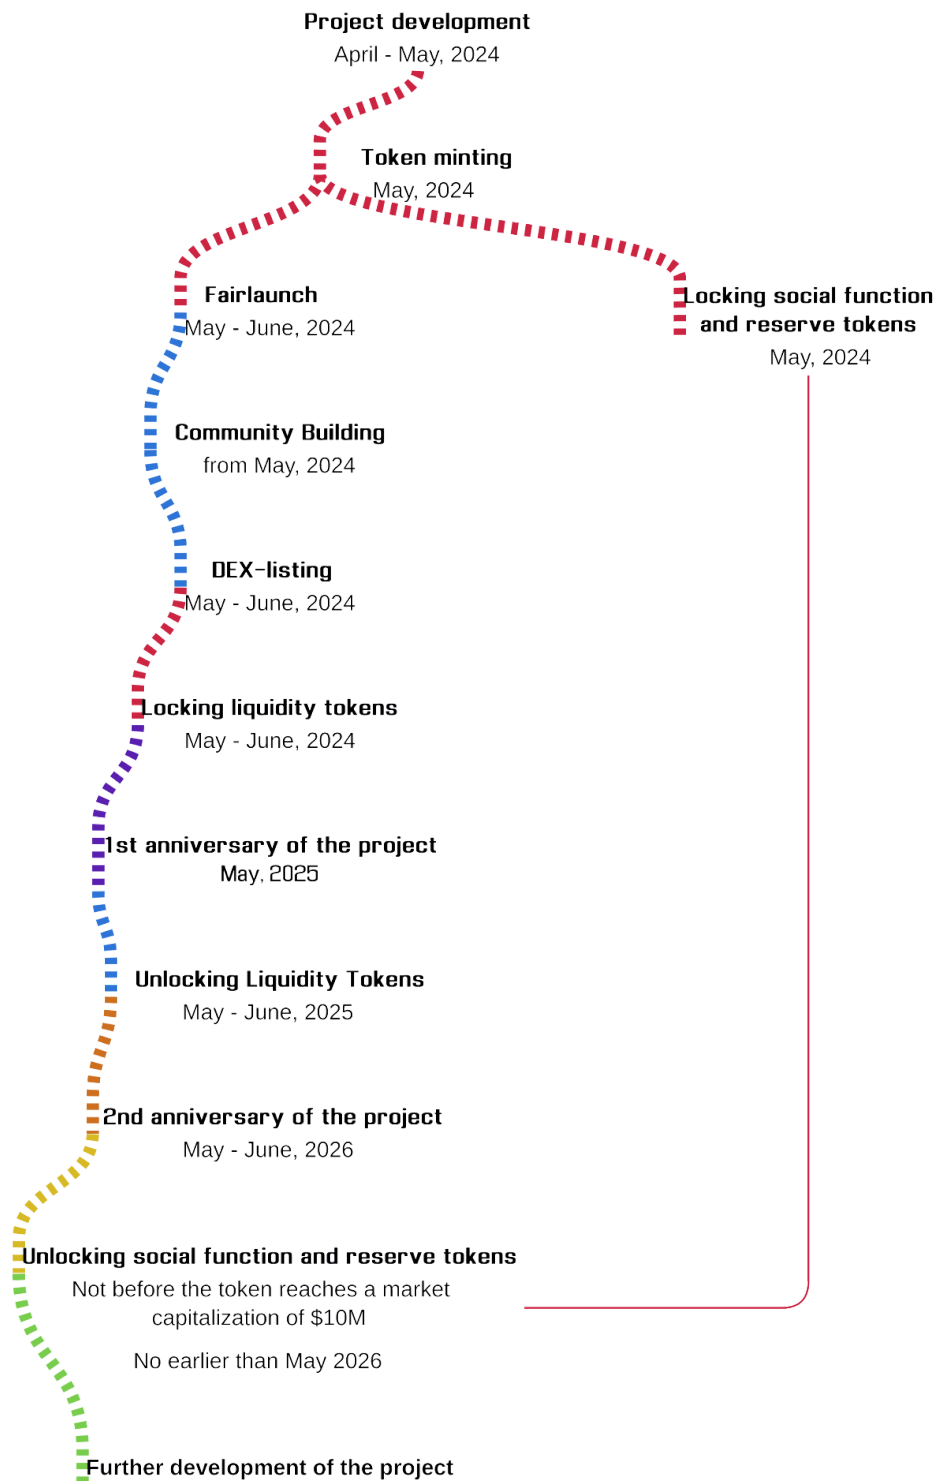 Project development
April - May, 2024
Token minting
May, 2024
Fairlaunch
May - June, 2024
Locking social function
and reserve tokens
May, 2024
Community Building
from May, 2024
DEX-listing
May - June, 2024
Locking liquidity tokens
May - June, 2024
1st anniversary of the project
May, 2025
Unlocking Liquidity Tokens
May - June, 2025
2nd anniversary of the project
May - June, 2026
Unlocking social function and reserve tokens
Not before the token reaches a market
capitalization of $10M
No earlier than May 2026
Further development of the project